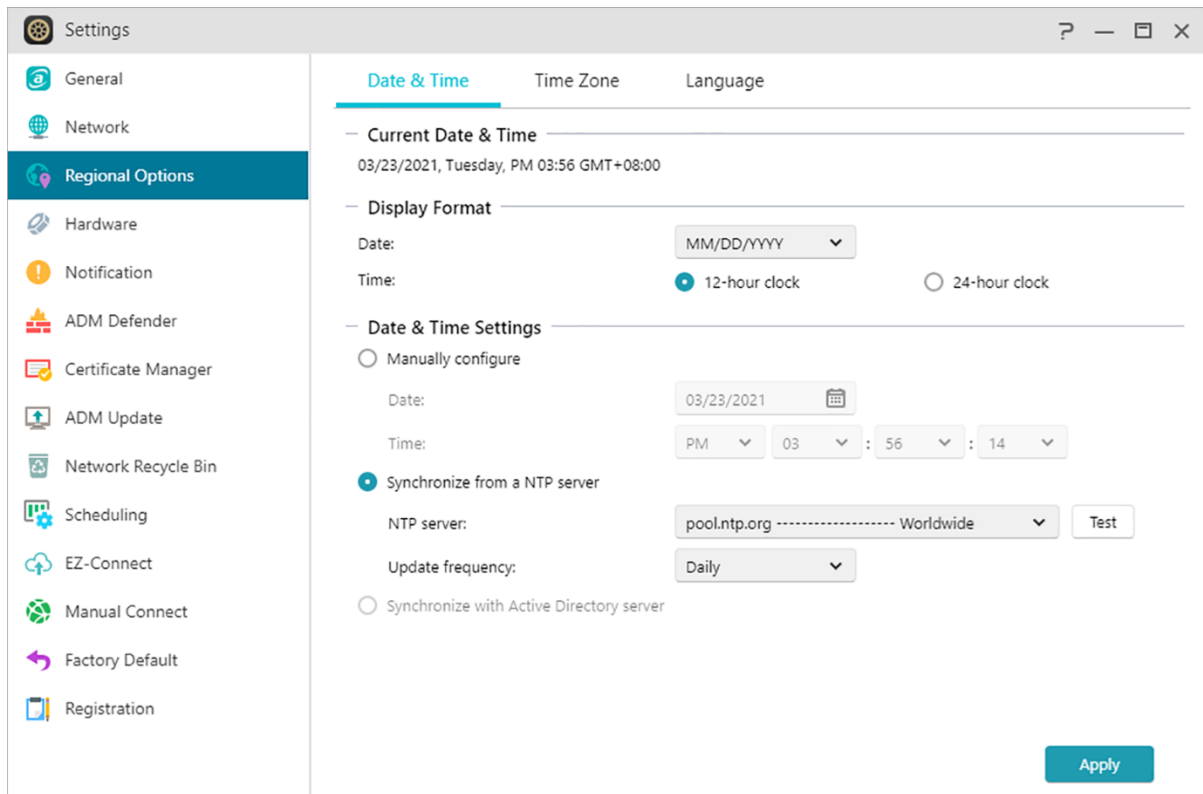 Settings
General
Network
Regional Options
Hardware
Notification
ADM Defender
Certificate Manager
ADM Update
Network Recycle Bin
Scheduling
EZ-Connect
Manual Connect
Factory Default
Registration
Date & Time Time Zone Language
Current Date & Time
03/23/2021, Tuesday, PM 03:56 GMT+08:00
Display Format
Date: MM/DD/YYYY
Time: 12-hour clock 24-hour clock
Date & Time Settings
Manually configure
Date: 03/23/2021
Time: PM 03 : 56 : 14
Synchronize from a NTP server
NTP server: pool.ntp.org ------------------- Worldwide Test
Update frequency: Daily
Synchronize with Active Directory server
Apply